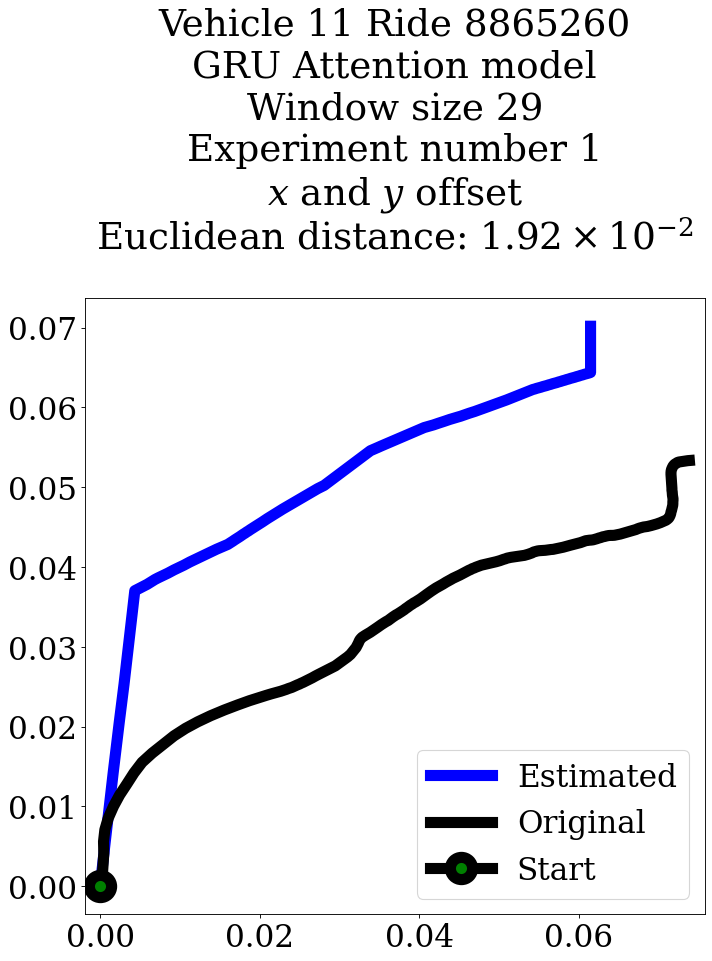 Vehicle 11 Ride 8865260
GRU Attention model
Window size 29
Experiment number 1
x and y offset
Euclidean distance: 1.92 × 10⁻²
0.07
0.06
0.05
0.04
0.03
0.02
0.01
0.00
Estimated
Original
Start
0.00 0.02 0.04 0.06